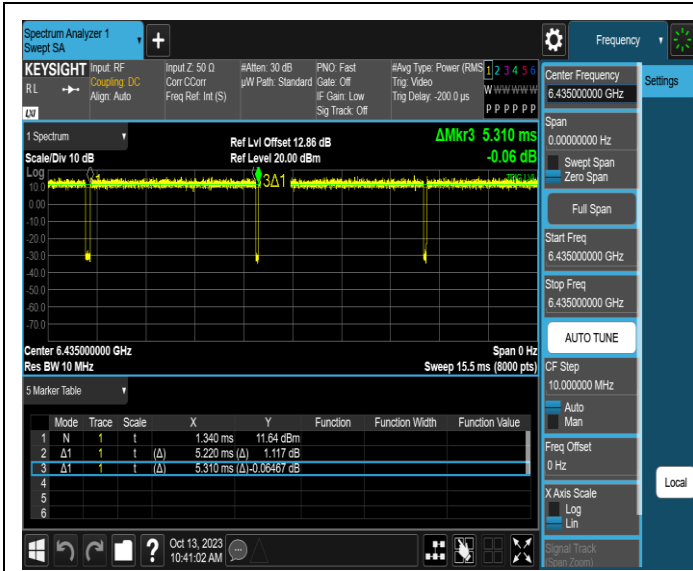 Spectrum Analyzer 1
Swept SA
+
Frequency
KEYSIGHT
Input: RF
Input Z: 50 Ω
#Atten: 30 dB
PNO: Fast
#Avg Type: Power (RMS
1 2 3 4 5 6
RL
Coupling: DC
Corr CCorr
µW Path: Standard
Gate: Off
Trig: Video
W W W W W W
Align: Auto
Freq Ref: Int (S)
IF Gain: Low
Trig Delay: -200.0 µs
LXI
Sig Track: Off
P P P P P P
1 Spectrum
Ref Lvl Offset 12.86 dB
ΔMkr3 5.310 ms
Scale/Div 10 dB
Ref Level 20.00 dBm
-0.06 dB
Log
3Δ1
10.0
0.00
-10.0
-20.0
-30.0
-40.0
-50.0
-60.0
-70.0
Center 6.435000000 GHz
Span 0 Hz
Res BW 10 MHz
Sweep 15.5 ms (8000 pts)
5 Marker Table
Mode Trace Scale X Y Function Function Width Function Value
1 N 1 t 1.340 ms 11.64 dBm
2 Δ1 1 t (Δ) 5.220 ms (Δ) 1.117 dB
3 Δ1 1 t (Δ) 5.310 ms (Δ) -0.06467 dB
4
5
6
?
Oct 13, 2023
10:41:02 AM
Center Frequency
6.435000000 GHz
Settings
Span
0.00000000 Hz
Swept Span
Zero Span
Full Span
Start Freq
6.435000000 GHz
Stop Freq
6.435000000 GHz
AUTO TUNE
CF Step
10.000000 MHz
Auto
Man
Freq Offset
0 Hz
X Axis Scale
Log
Lin
Local
Signal Track
(Span Zoom)